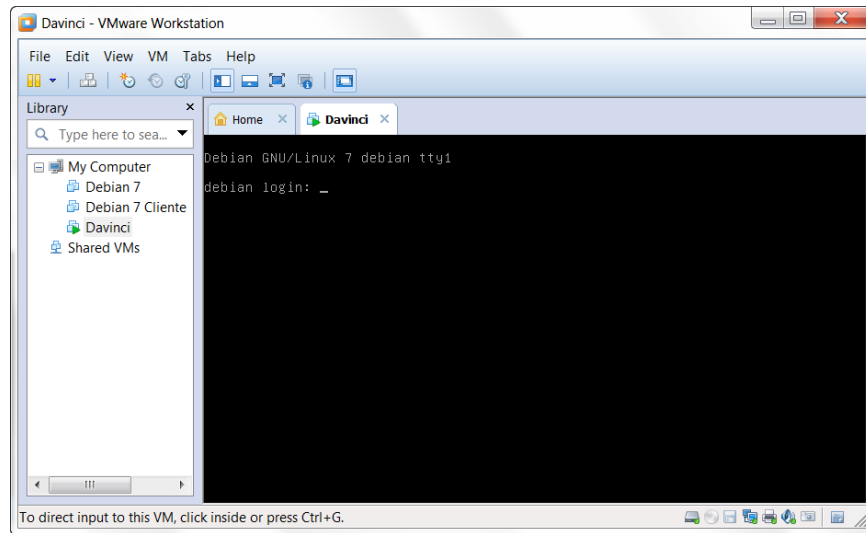 Davinci - VMware Workstation
File Edit View VM Tabs Help
Library ×
Type here to sea...
My Computer
Debian 7
Debian 7 Cliente
Davinci
Shared VMs
Home × Davinci ×
Debian GNU/Linux 7 debian tty1
debian login: _
To direct input to this VM, click inside or press Ctrl+G.